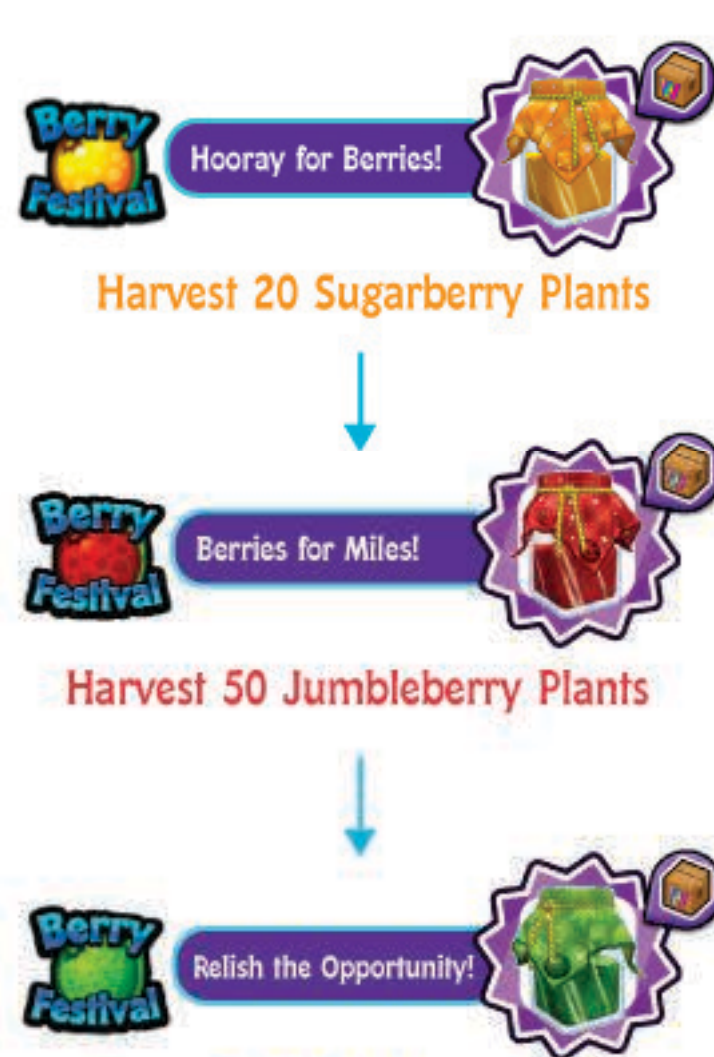 Berry
Festival
Hooray for Berries!
Harvest 20 Sugarberry Plants
Berry
Festival
Berries for Miles!
Harvest 50 Jumbleberry Plants
Berry
Festival
Relish the Opportunity!